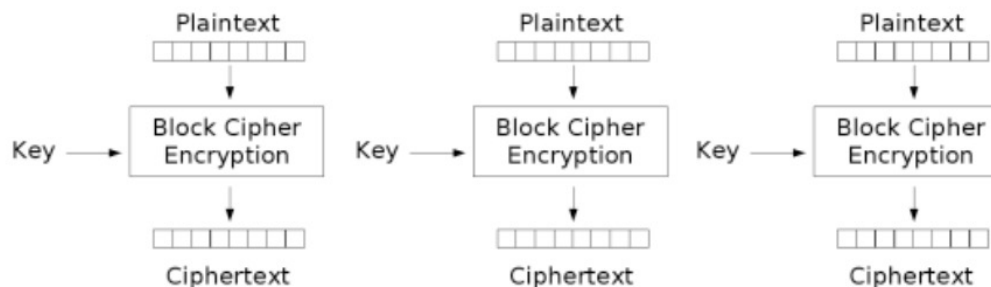 Plaintext Plaintext Plaintext
Block Cipher Block Cipher Block Cipher
Key Encryption Key Encryption Key Encryption
Ciphertext Ciphertext Ciphertext